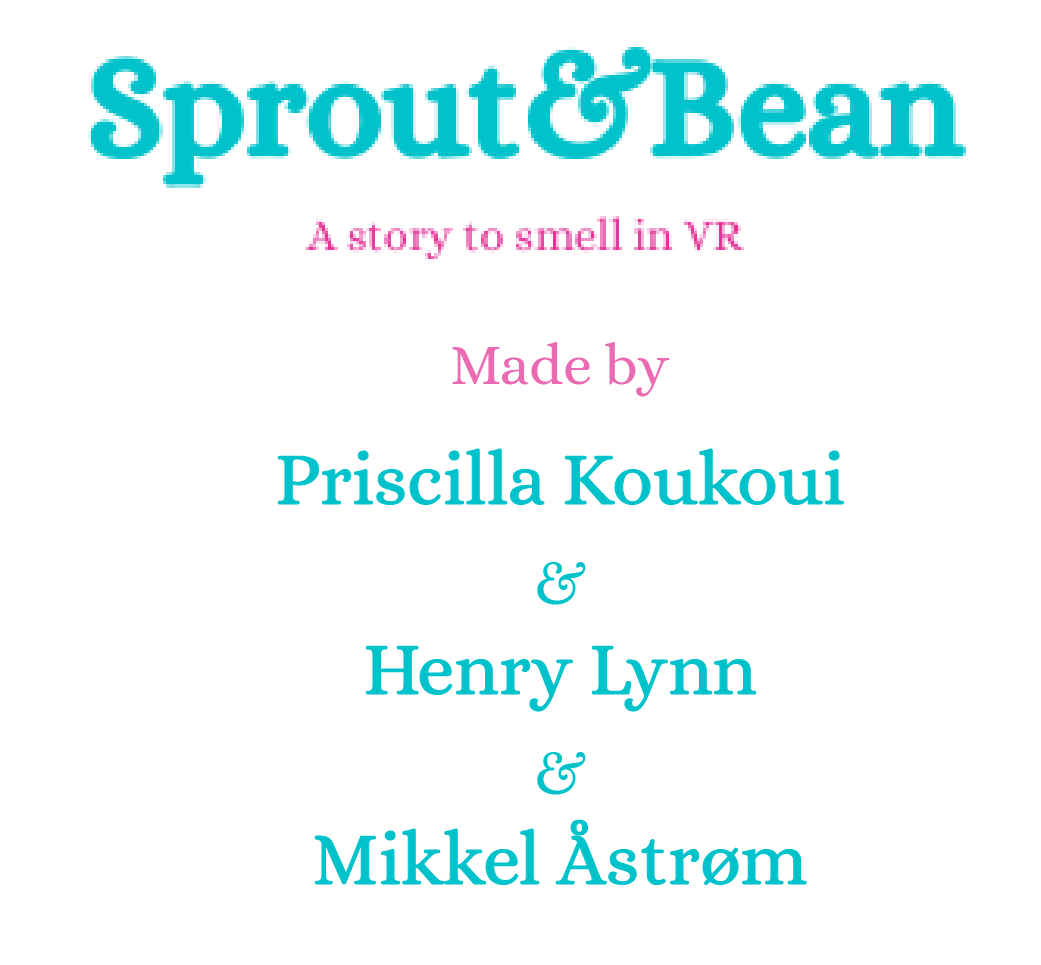 Sprout&Bean
A story to smell in VR
Made by
Priscilla Koukoui
&
Henry Lynn
&
Mikkel Åstrøm